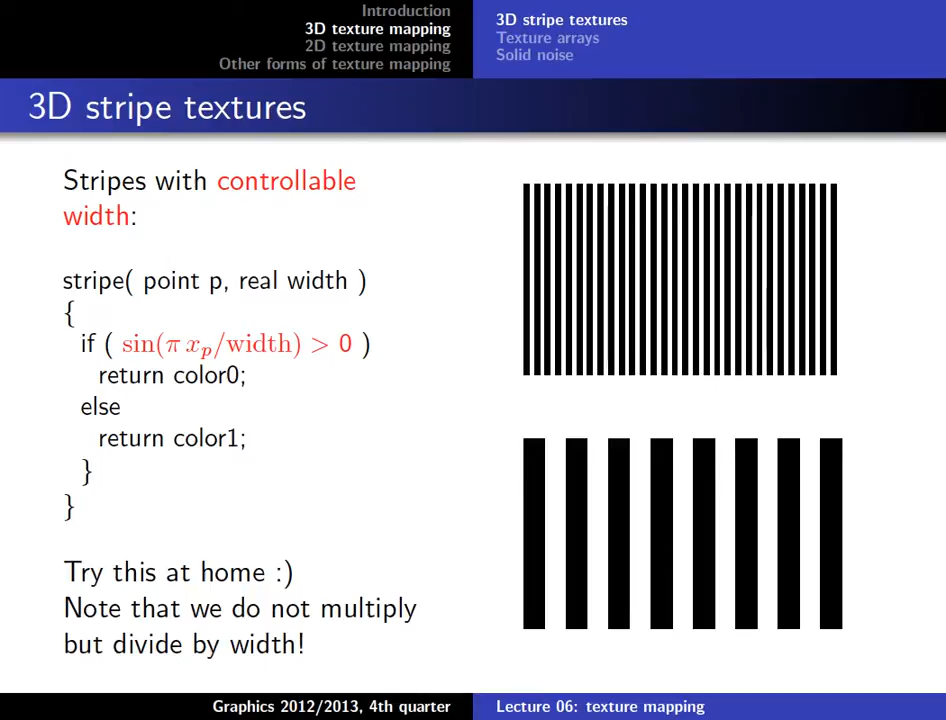 Introduction
3D texture mapping
2D texture mapping
Other forms of texture mapping
3D stripe textures
Texture arrays
Solid noise
3D stripe textures
Stripes with controllable
width:
stripe( point p, real width )
{
if ( sin(π x_p/width) > 0 )
return color0;
else
return color1;
}
}
Try this at home :)
Note that we do not multiply
but divide by width!
Graphics 2012/2013, 4th quarter
Lecture 06: texture mapping